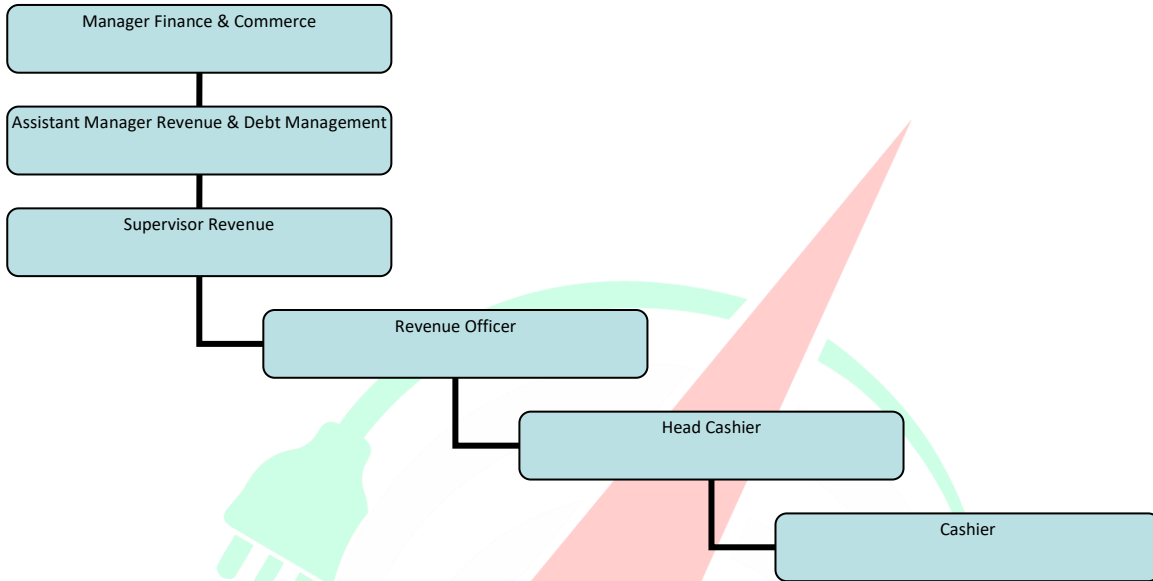 Manager Finance & Commerce
Assistant Manager Revenue & Debt Management
Supervisor Revenue
Revenue Officer
Head Cashier
Cashier